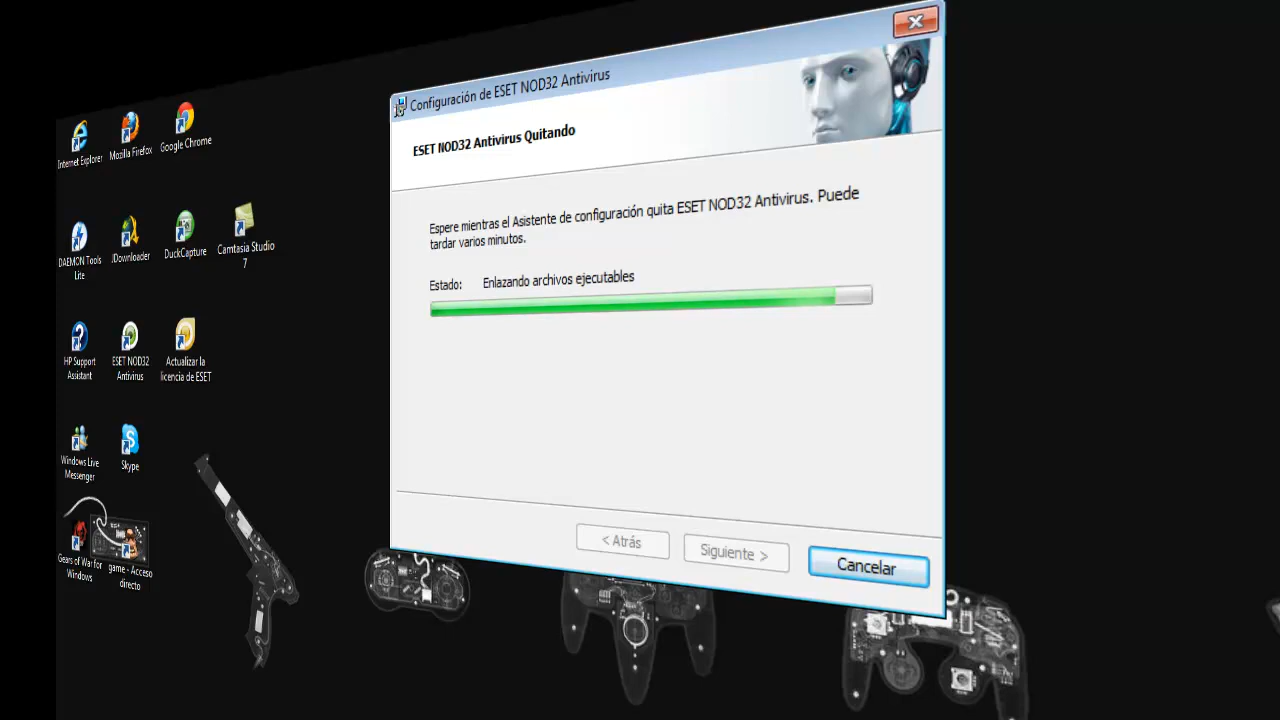 Configuración de ESET NOD32 Antivirus
ESET NOD32 Antivirus Quitando
Espere mientras el Asistente de configuración quita ESET NOD32 Antivirus. Puede
tardar varios minutos.
Estado: Enlazando archivos ejecutables
< Atrás
Siguiente >
Cancelar
Internet Explorer
Mozilla Firefox
Google Chrome
DAEMON Tools
Lite
JDownloader
DuckCapture
Camtasia Studio
7
HP Support
Assistant
ESET NOD32
Antivirus
Actualizar la
licencia de ESET
Windows Live
Messenger
Skype
Gears of War for
Windows
game - Acceso
directo